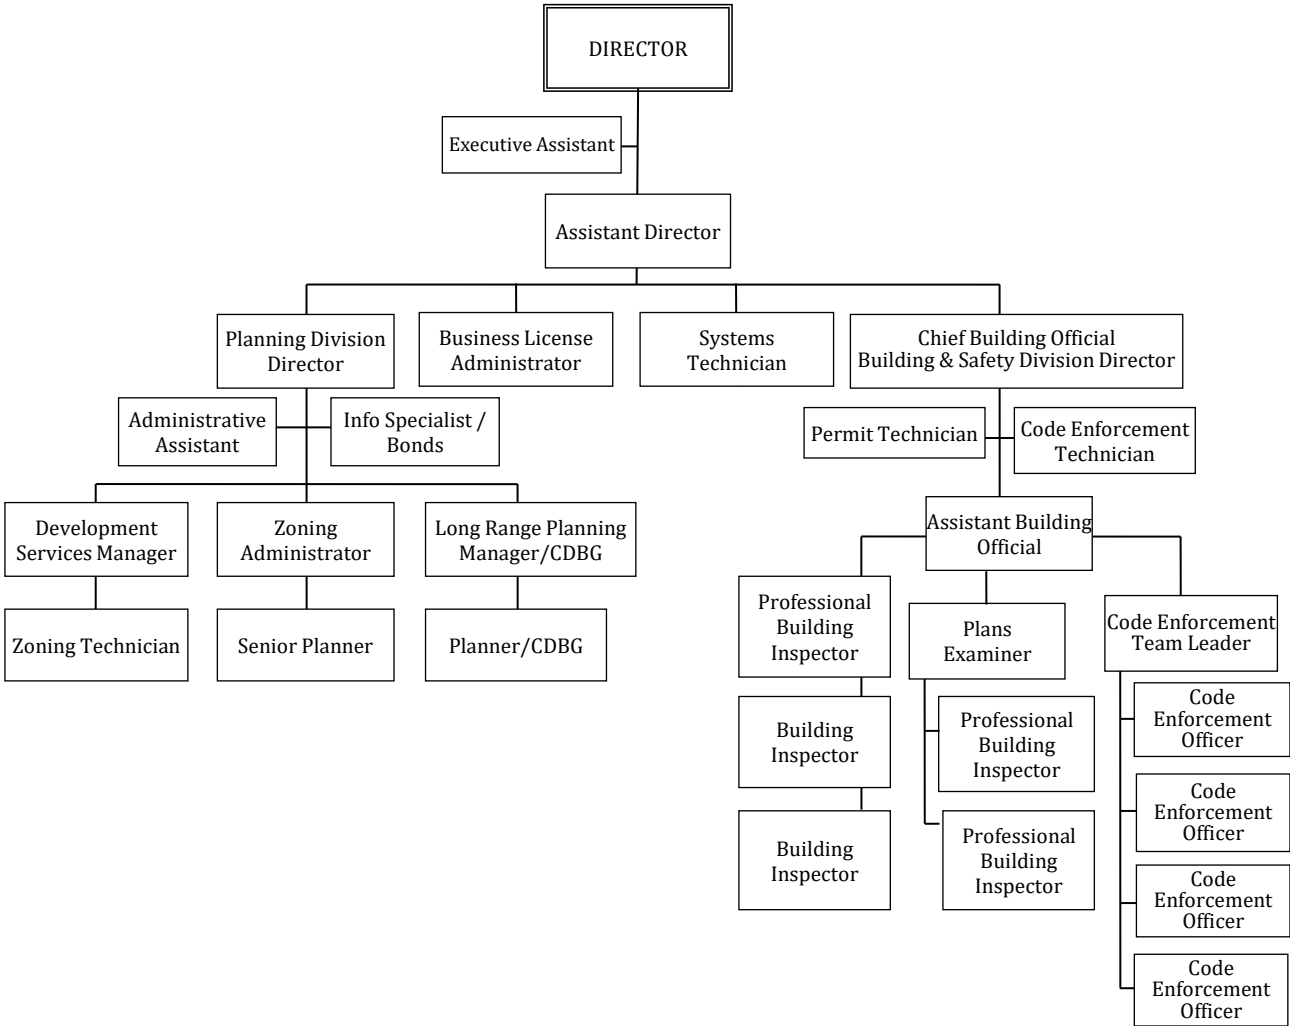 DIRECTOR
Executive Assistant
Assistant Director
Planning Division
Director
Business License
Administrator
Systems
Technician
Chief Building Official
Building & Safety Division Director
Administrative
Assistant
Info Specialist /
Bonds
Permit Technician
Code Enforcement
Technician
Development
Services Manager
Zoning
Administrator
Long Range Planning
Manager/CDBG
Assistant Building
Official
Zoning Technician
Senior Planner
Planner/CDBG
Professional
Building
Inspector
Plans
Examiner
Code Enforcement
Team Leader
Building
Inspector
Professional
Building
Inspector
Code
Enforcement
Officer
Code
Enforcement
Officer
Building
Inspector
Professional
Building
Inspector
Code
Enforcement
Officer
Code
Enforcement
Officer